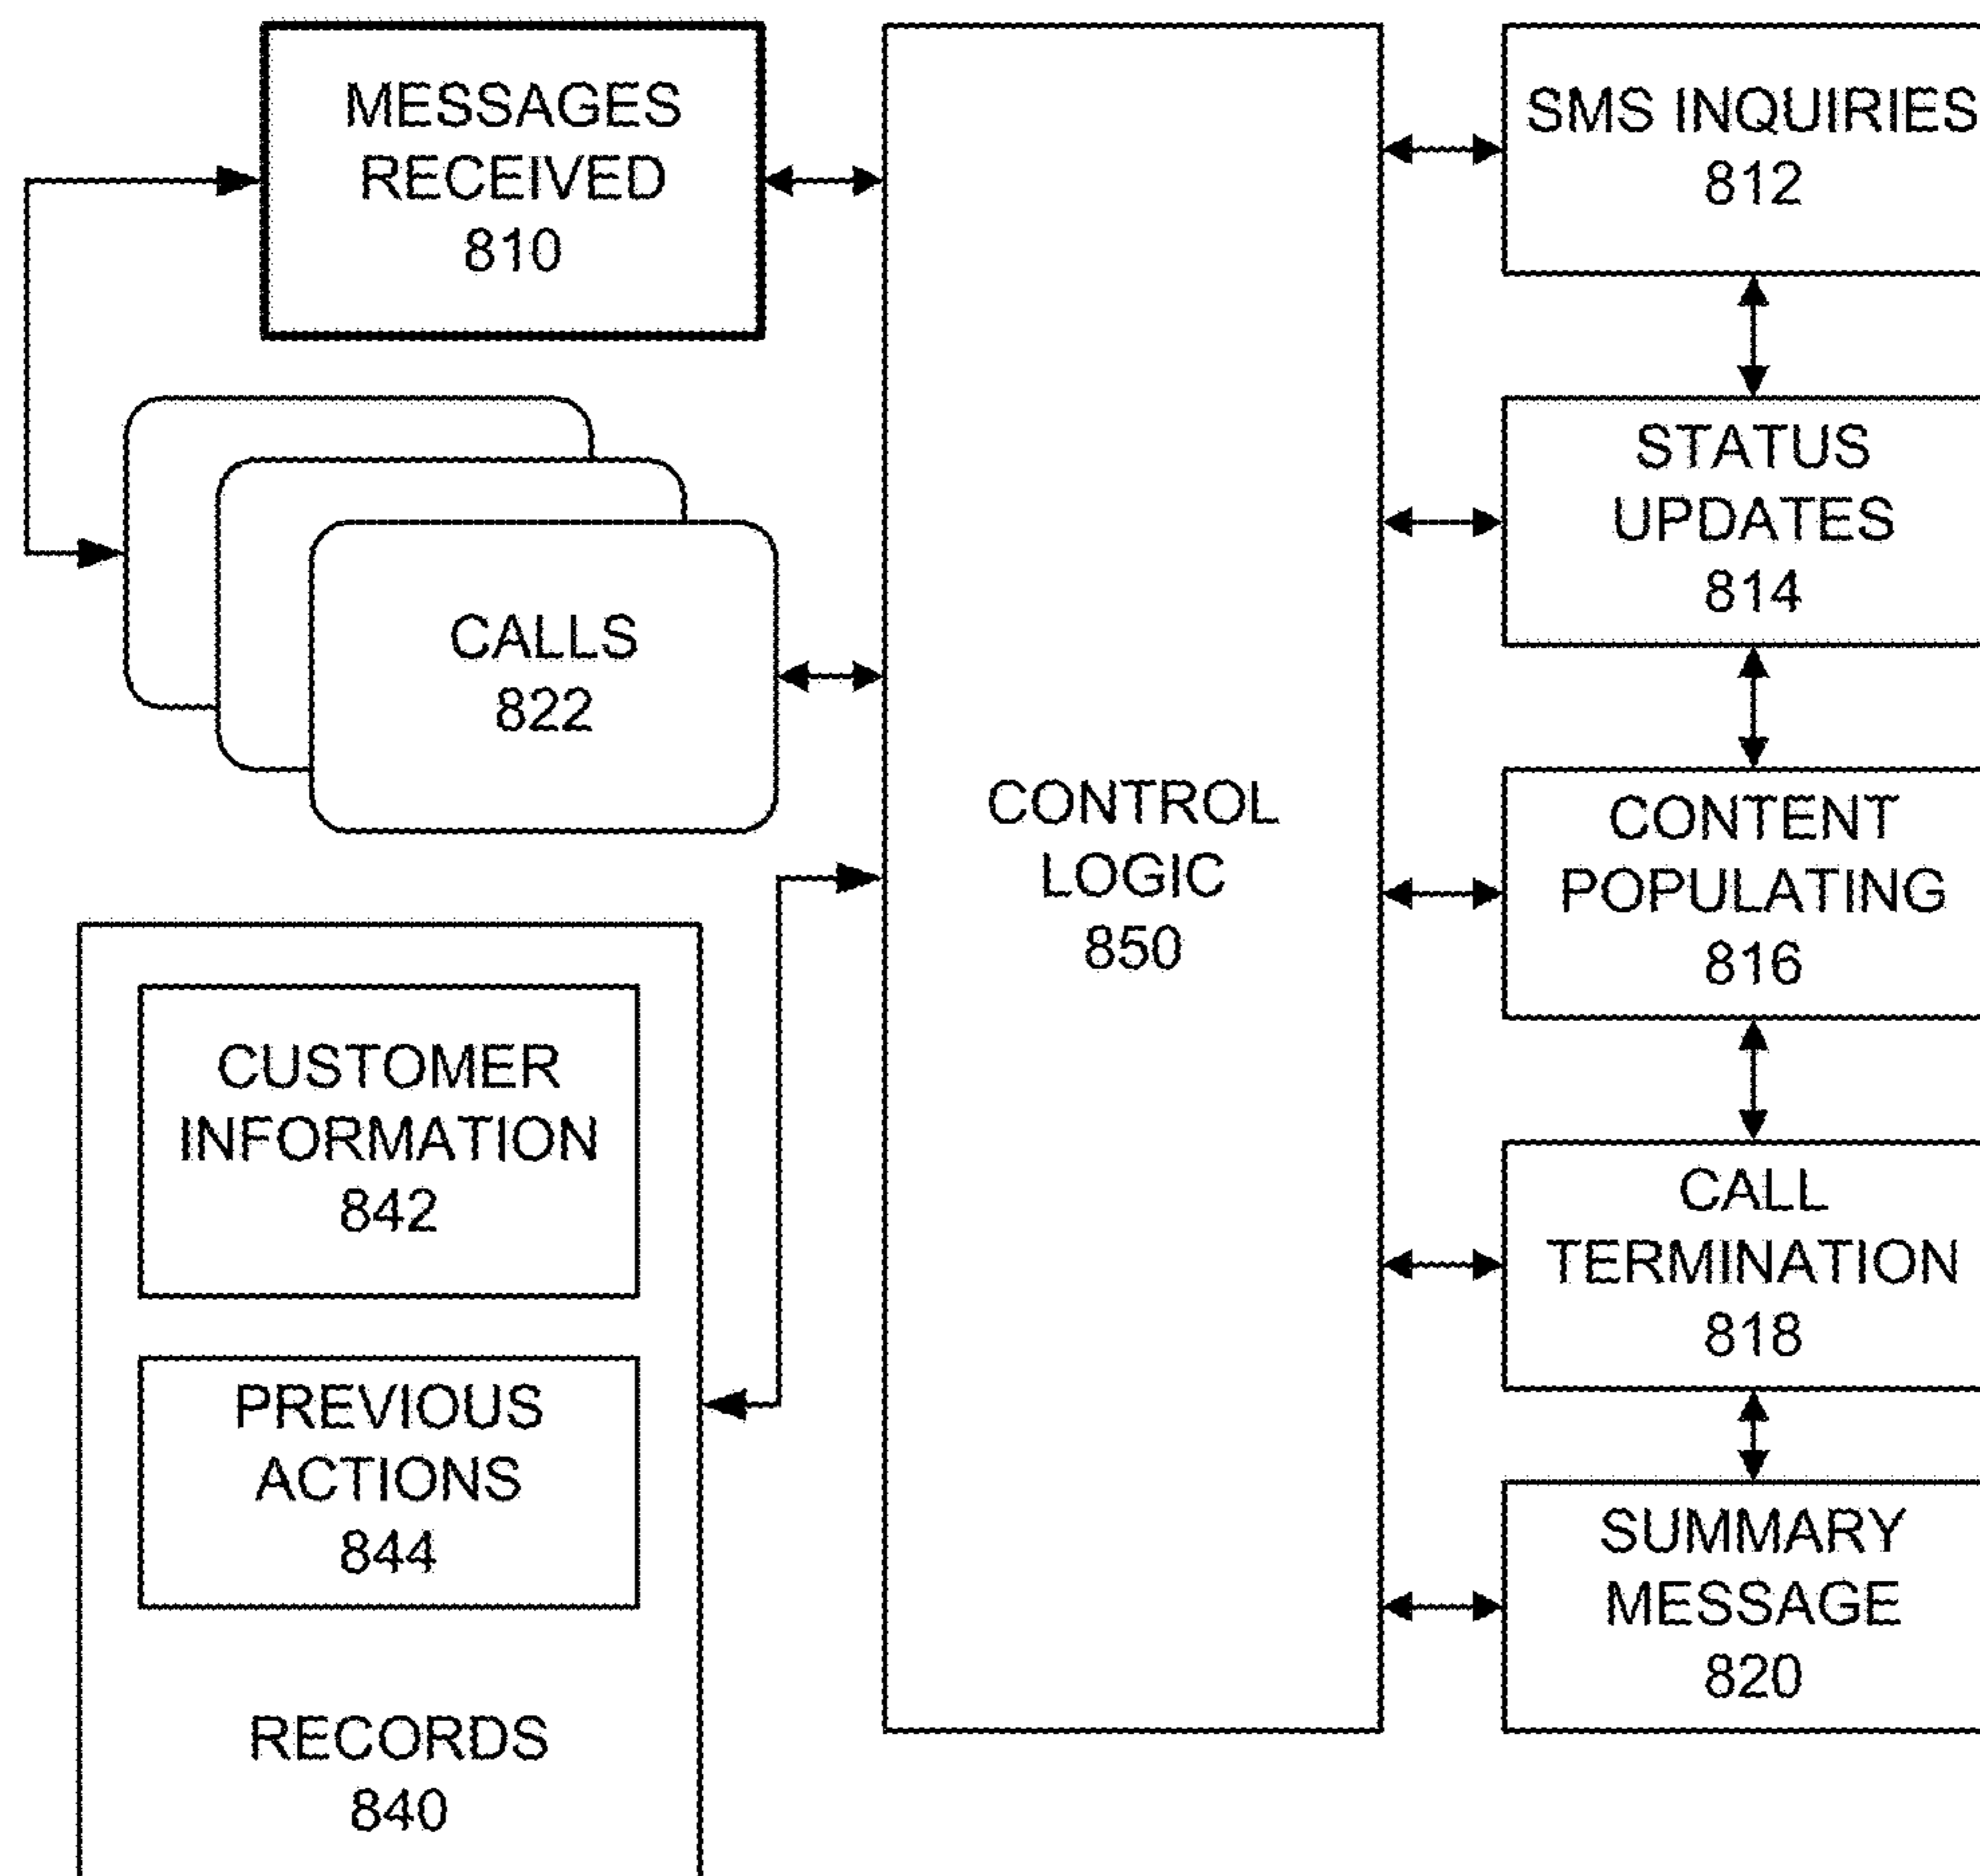 MESSAGES
RECEIVED
810
CALLS
822
CUSTOMER
INFORMATION
842
PREVIOUS
ACTIONS
844
RECORDS
840
CONTROL
LOGIC
850
SMS INQUIRIES
812
STATUS
UPDATES
814
CONTENT
POPULATING
816
CALL
TERMINATION
818
SUMMARY
MESSAGE
820